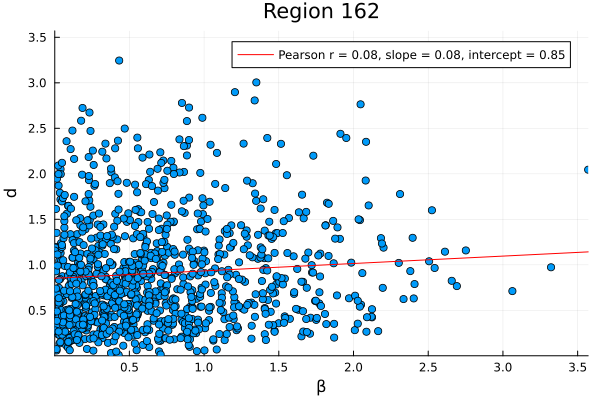 Region 162
Pearson r = 0.08, slope = 0.08, intercept = 0.85
3.5
3.0
2.5
2.0
1.5
1.0
0.5
d
0.5 1.0 1.5 2.0 2.5 3.0 3.5
β